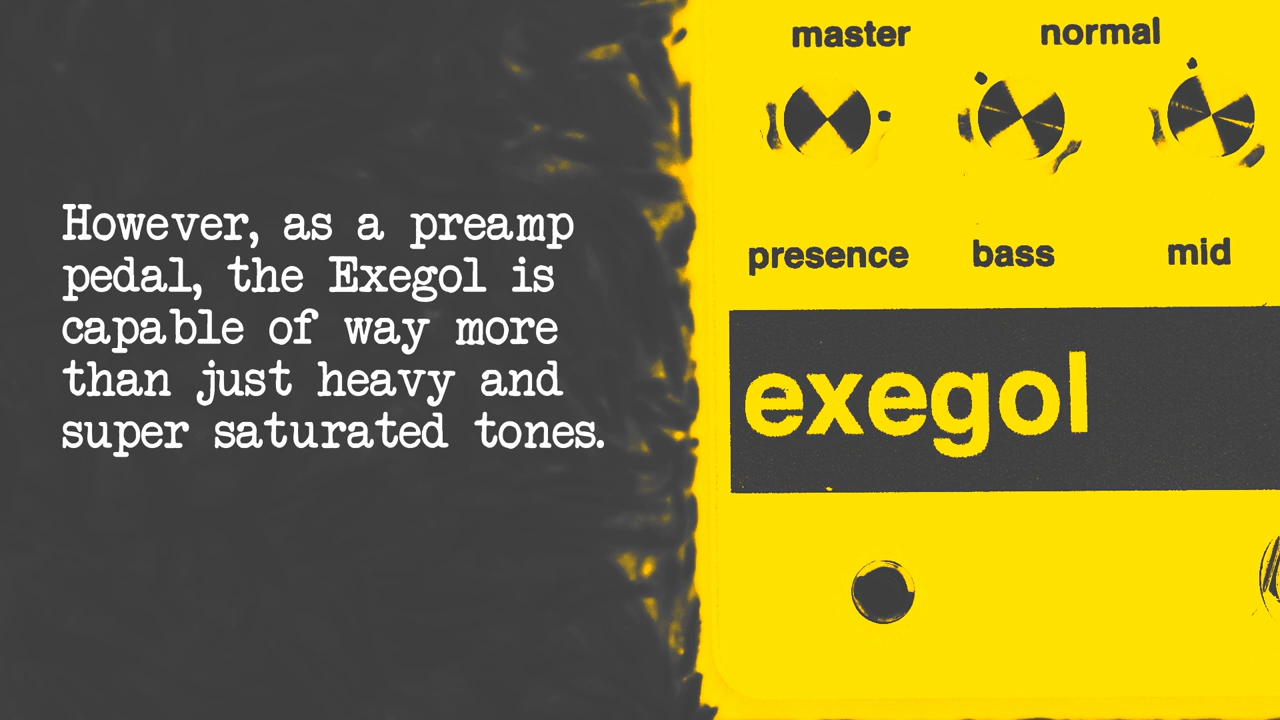 However, as a preamp
pedal, the Exegol is
capable of way more
than just heavy and
super saturated tones.
master normal
presence bass mid
exegol